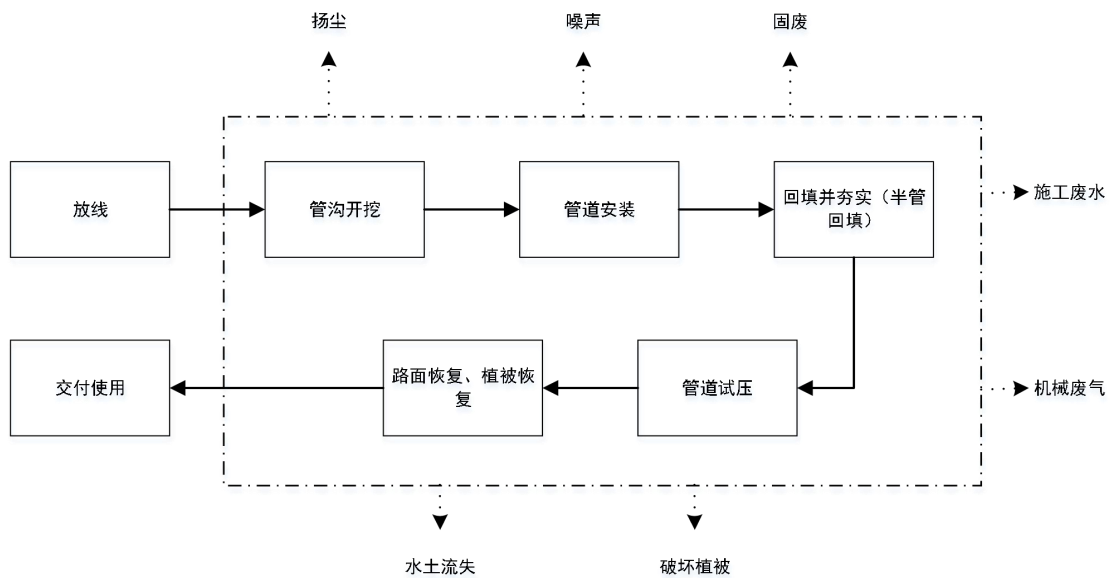 扬尘
噪声
固废
放线
管沟开挖
管道安装
回填并夯实（半管
回填）
施工废水
交付使用
路面恢复、植被恢
复
管道试压
机械废气
水土流失
破坏植被